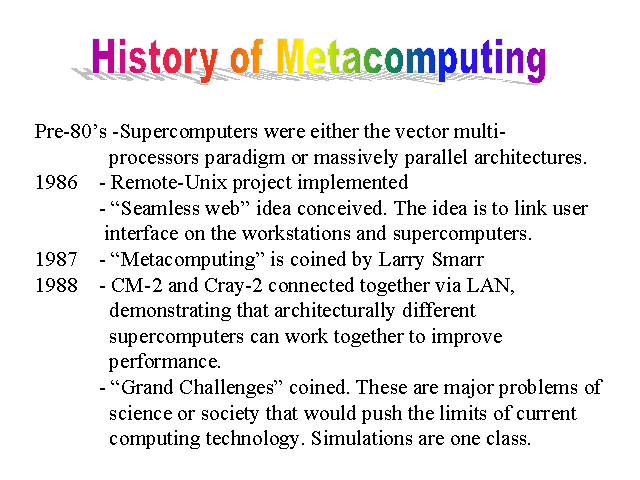 History of Metacomputing
Pre-80’s -Supercomputers were either the vector multi-
processors paradigm or massively parallel architectures.
1986 - Remote-Unix project implemented
- “Seamless web” idea conceived. The idea is to link user
interface on the workstations and supercomputers.
1987 - “Metacomputing” is coined by Larry Smarr
1988 - CM-2 and Cray-2 connected together via LAN,
demonstrating that architecturally different
supercomputers can work together to improve
performance.
- “Grand Challenges” coined. These are major problems of
science or society that would push the limits of current
computing technology. Simulations are one class.